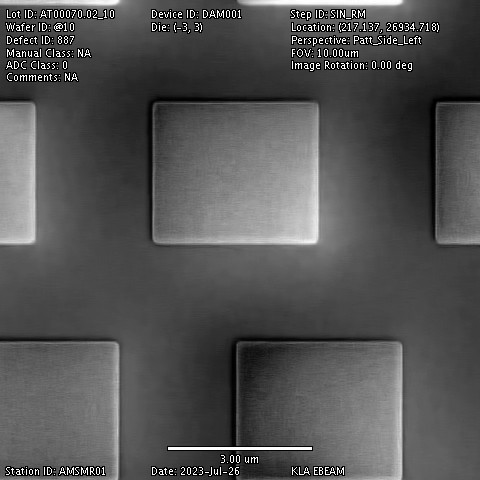 Lot ID: AT00070.02_10
Device ID: DAM001
Step ID: SIN_RM
Wafer ID: @10
Die: (-3, 3)
Location: (217.137, 26934.718)
Defect ID: 887
Perspective: Patt_Side_Left
Manual Class: NA
FOV: 10.00um
ADC Class: 0
Image Rotation: 0.00 deg
Comments: NA
3.00 um
Station ID: AMSMR01
Date: 2023-Jul-26
KLA EBEAM